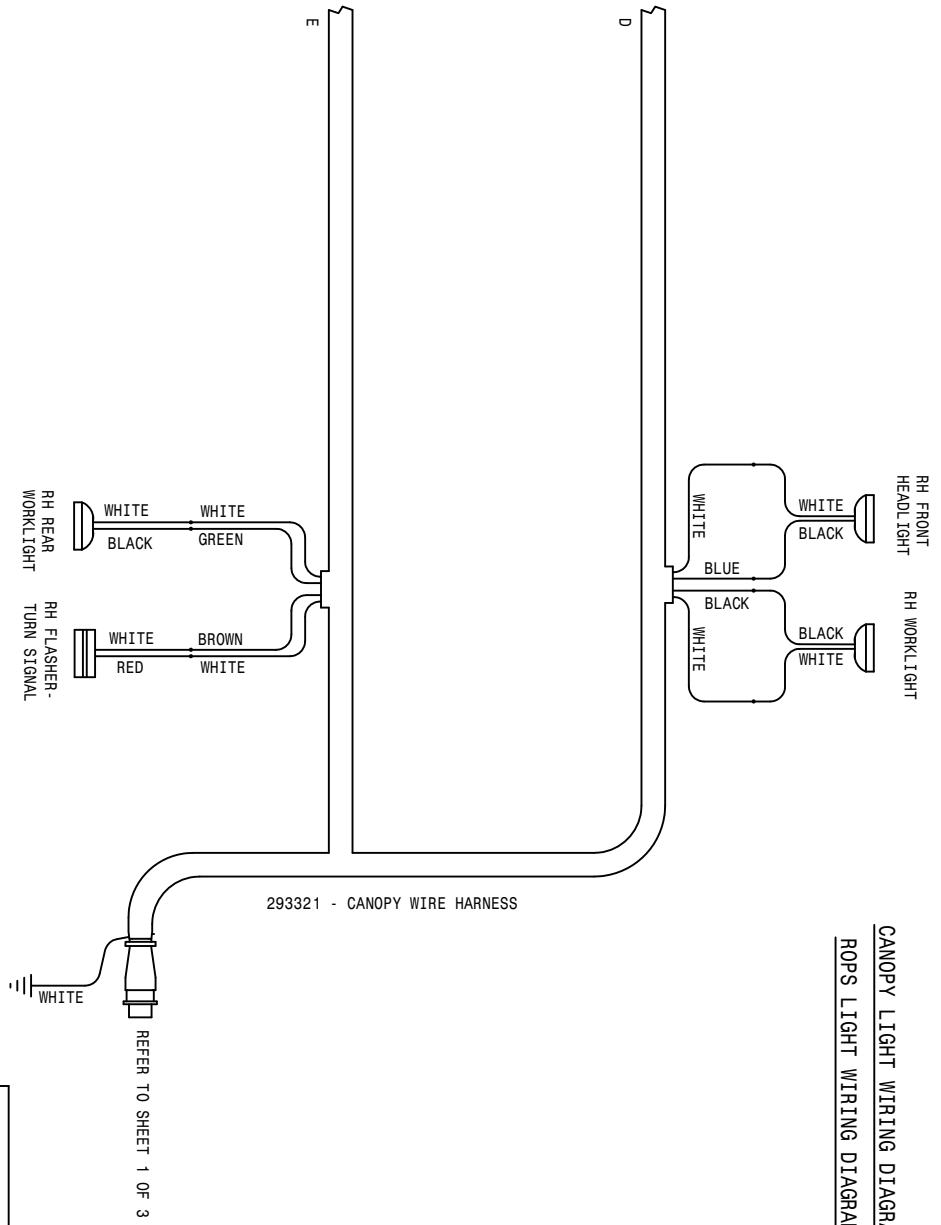 E
D
RH FRONT
HEADLIGHT
RH WORKLIGHT
WHITE
BLACK
WHITE
BLUE
BLACK
WHITE
BLACK
WHITE
RH REAR
WORKLIGHT
WHITE
BLACK
WHITE
GREEN
RH FLASHER-
TURN SIGNAL
WHITE
RED
BROWN
WHITE
293321 - CANOPY WIRE HARNESS
WHITE
REFER TO SHEET 1 OF 3
CANOPY LIGHT WIRING DIAGRA
ROPS LIGHT WIRING DIAGRA